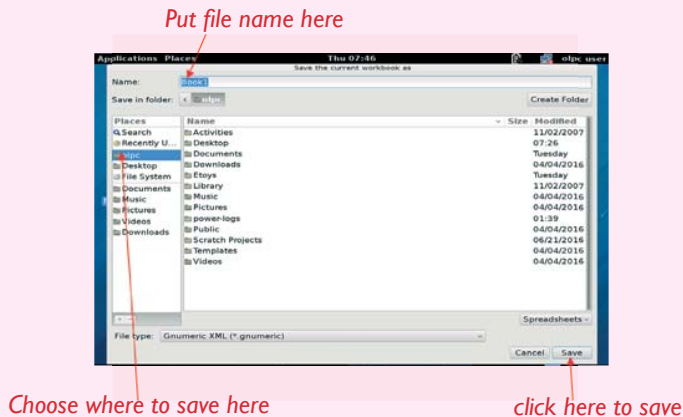 Put file name here
Applications Places Thu 07:46 olpc user
Save the current workbook as
Name: Book1
Save in folder: olpc Create Folder
Places Name Size Modified
Search Activities 11/02/2007
Recently U... Desktop 07:26
olpc Documents Tuesday
Desktop Downloads 04/04/2016
File System Etoys Tuesday
Documents Library 11/02/2007
Music Music 04/04/2016
Pictures Pictures 04/04/2016
Videos power-logs 01:39
Downloads Public 04/04/2016
Scratch Projects 06/21/2016
Templates 04/04/2016
Videos 04/04/2016
Spreadsheets
File type: Gnumeric XML (*.gnumeric)
Cancel Save
Choose where to save here click here to save